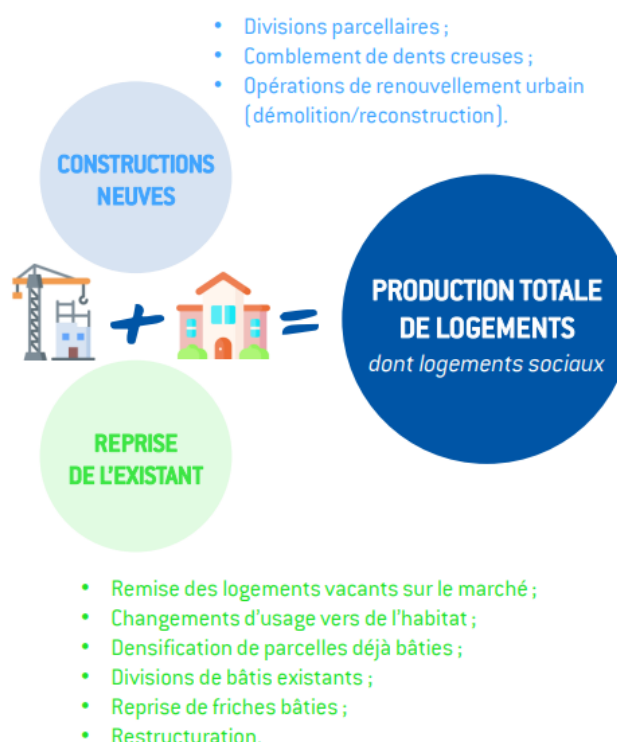 • Divisions parcellaires ;
• Comblement de dents creuses ;
• Opérations de renouvellement urbain
(démolition/reconstruction).
CONSTRUCTIONS
NEUVES
+
=
PRODUCTION TOTALE
DE LOGEMENTS
dont logements sociaux
REPRISE
DE L'EXISTANT
• Remise des logements vacants sur le marché ;
• Changements d'usage vers de l'habitat ;
• Densification de parcelles déjà bâties ;
• Divisions de bâtis existants ;
• Reprise de friches bâties ;
• Restructuration.